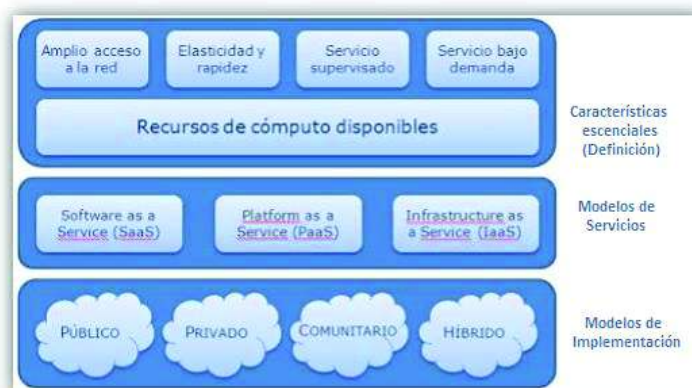 Amplio acceso
a la red
Elasticidad y
rapidez
Servicio
supervisado
Servicio bajo
demanda
Recursos de cómputo disponibles
Características
escenciales
(Definición)
Software as a
Service (SaaS)
Platform as a
Service (PaaS)
Infrastructure as
a Service (IaaS)
Modelos de
Servicios
PÚBLICO
PRIVADO
COMUNITARIO
HÍBRIDO
Modelos de
Implementación